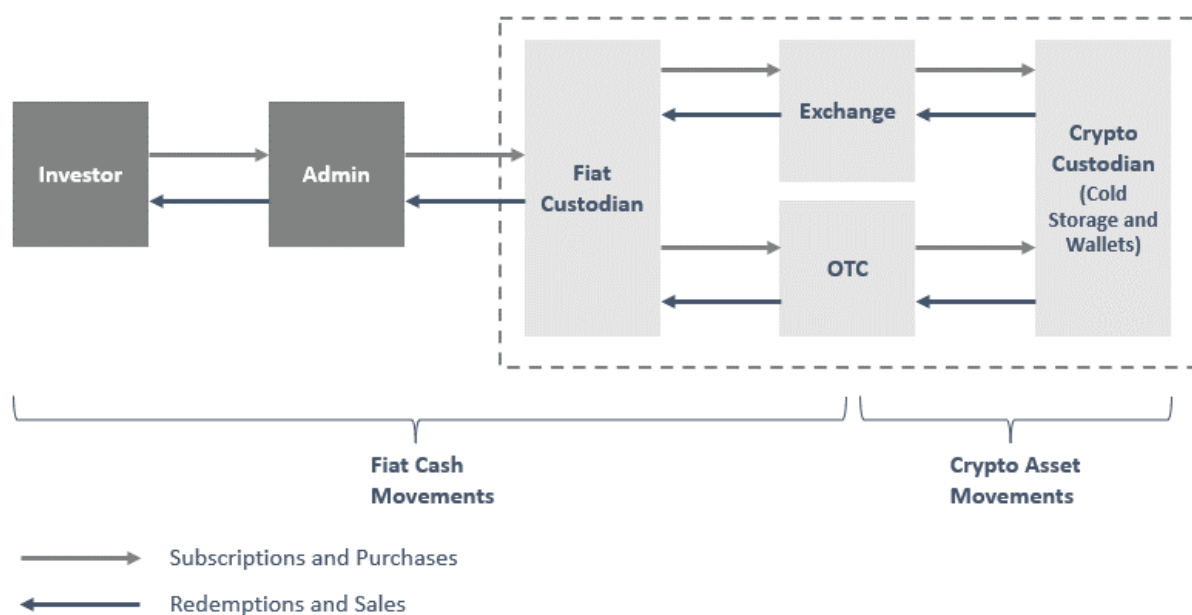 Investor
Admin
Fiat
Custodian
Exchange
OTC
Crypto
Custodian
(Cold
Storage and
Wallets)
Fiat Cash
Movements
Crypto Asset
Movements
Subscriptions and Purchases
Redemptions and Sales